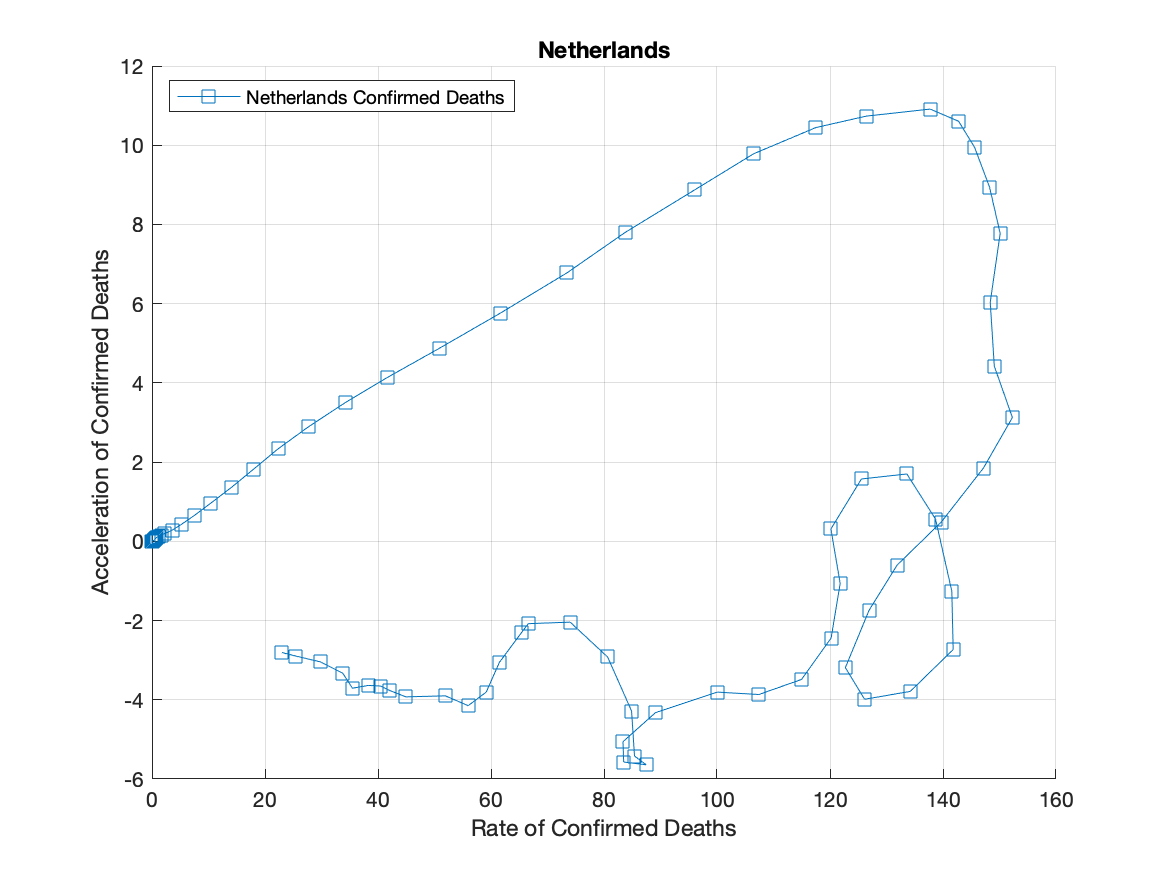 Netherlands
Netherlands Confirmed Deaths
12
10
8
6
4
2
0
-2
-4
-6
Acceleration of Confirmed Deaths
0 20 40 60 80 100 120 140 160
Rate of Confirmed Deaths